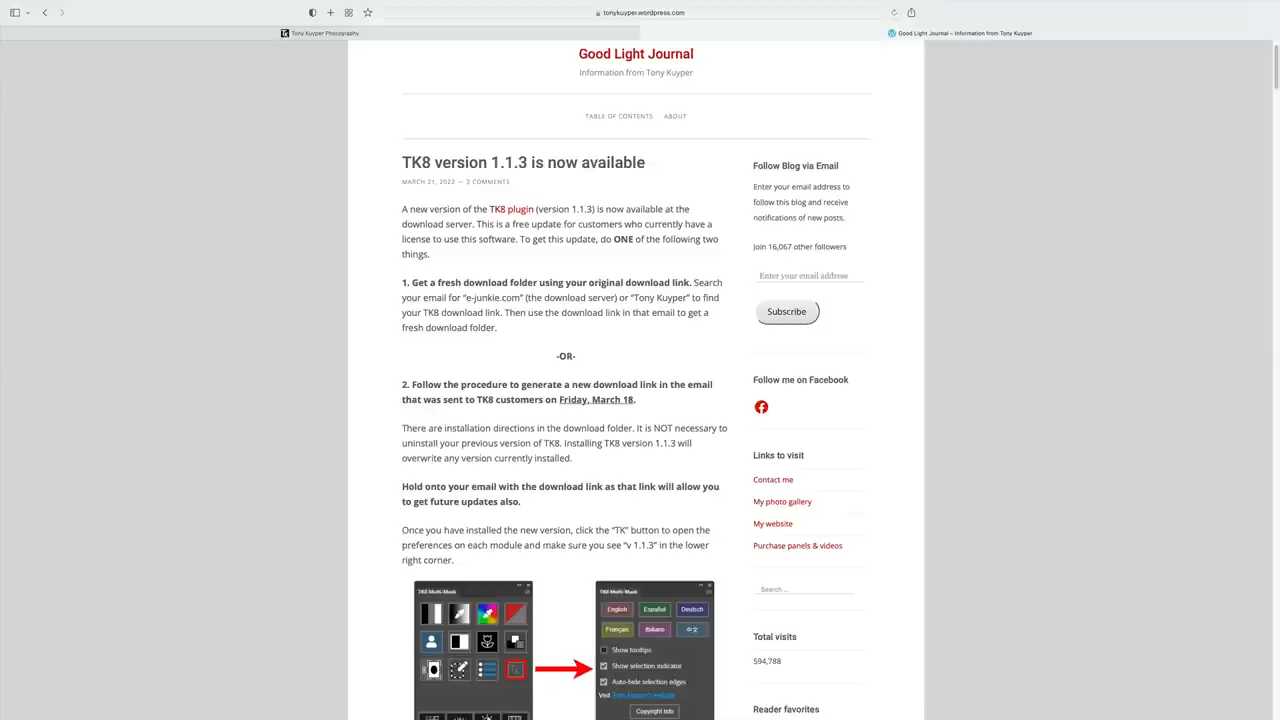 tonykuyper.wordpress.com
Tony Kuyper Photography
Good Light Journal – Information from Tony Kuyper
Good Light Journal
Information from Tony Kuyper
TABLE OF CONTENTS ABOUT
TK8 version 1.1.3 is now available
MARCH 21, 2022 ~ 3 COMMENTS
A new version of the TK8 plugin (version 1.1.3) is now available at the
download server. This is a free update for customers who currently have a
license to use this software. To get this update, do ONE of the following two
things.
1. Get a fresh download folder using your original download link. Search
your email for “e-junkie.com” (the download server) or “Tony Kuyper” to find
your TK8 download link. Then use the download link in that email to get a
fresh download folder.
-OR-
2. Follow the procedure to generate a new download link in the email
that was sent to TK8 customers on Friday, March 18.
There are installation directions in the download folder. It is NOT necessary to
uninstall your previous version of TK8. Installing TK8 version 1.1.3 will
overwrite any version currently installed.
Hold onto your email with the download link as that link will allow you
to get future updates also.
Once you have installed the new version, click the “TK” button to open the
preferences on each module and make sure you see “v 1.1.3” in the lower
right corner.
TK8 Multi-Mask
TK8 Multi-Mask
English Español Deutsch
Français Italiano 中文
Show tooltips
Show selection indicator
Auto-hide selection edges
Visit Tony Kuyper's website
Copyright info
Follow Blog via Email
Enter your email address to
follow this blog and receive
notifications of new posts.
Join 16,067 other followers
Enter your email address
Subscribe
Follow me on Facebook
Links to visit
Contact me
My photo gallery
My website
Purchase panels & videos
Search …
Total visits
594,788
Reader favorites